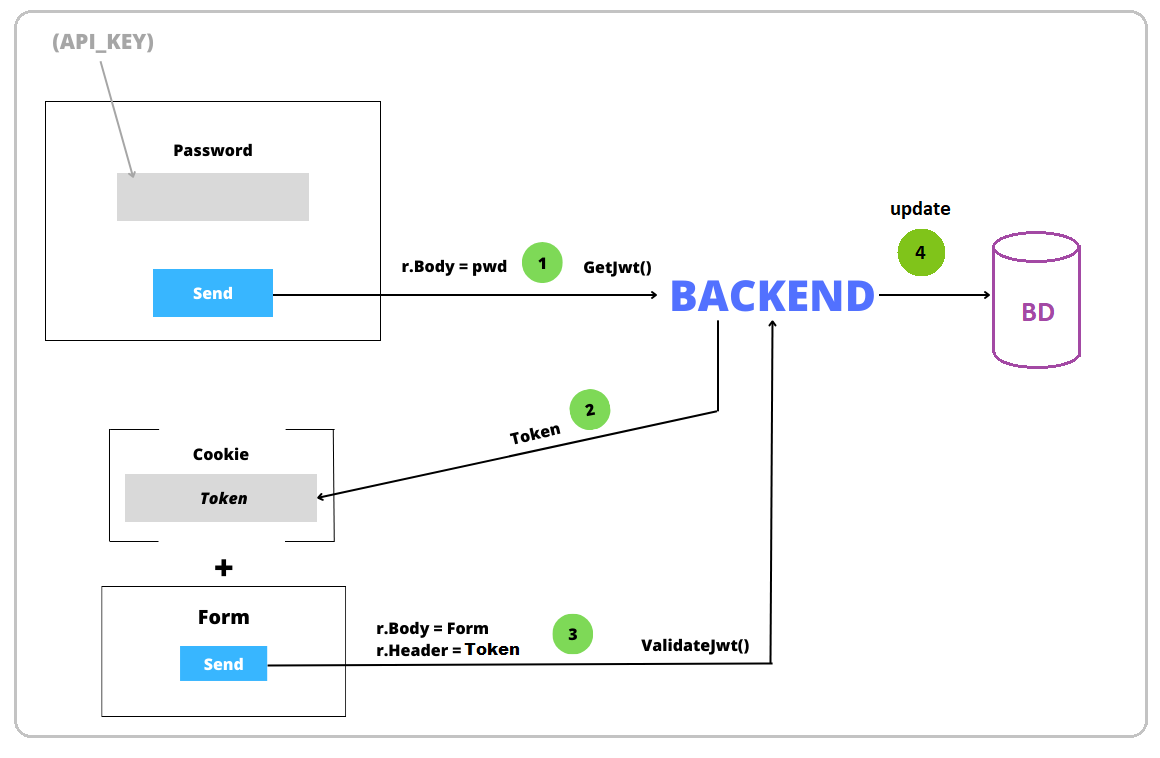 (API_KEY)
Password
Send
r.Body = pwd
1
GetJwt()
BACKEND
update
4
BD
2
Token
Cookie
Token
+
Form
Send
r.Body = Form
r.Header = Token
3
ValidateJwt()